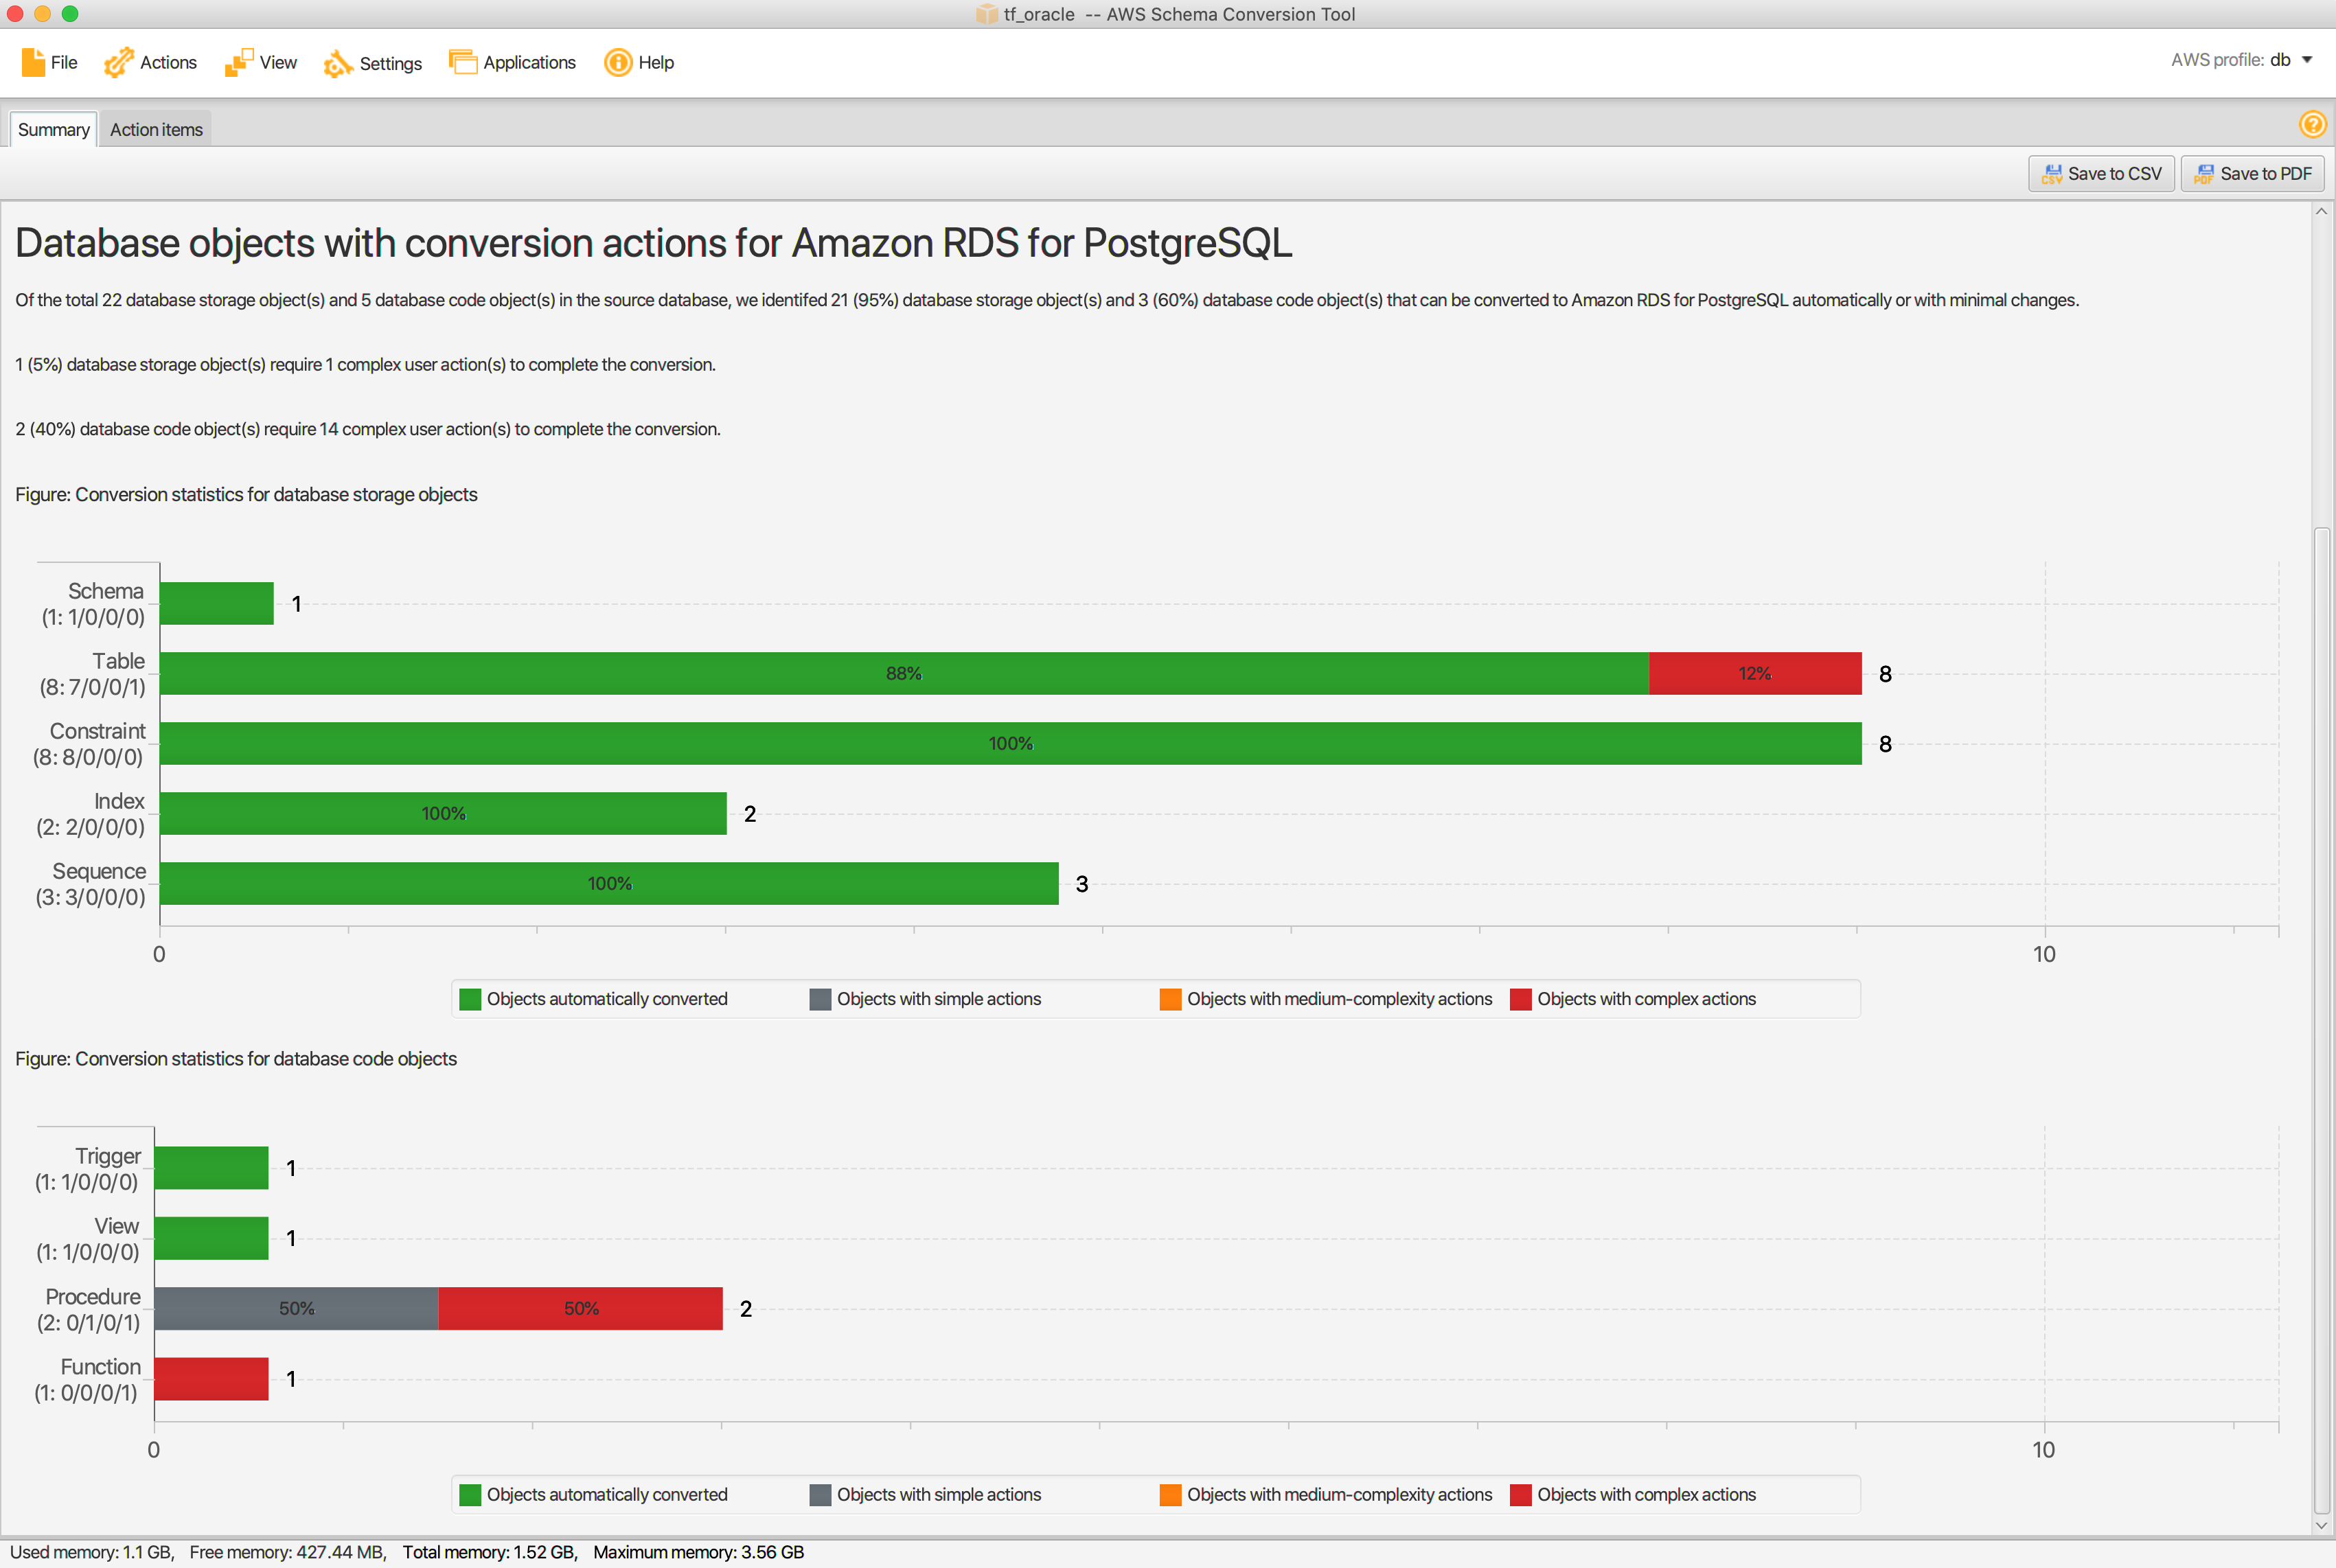 tf_oracle -- AWS Schema Conversion Tool
File Actions View Settings Applications Help AWS profile: db
Summary Action items
CSV Save to CSV PDF Save to PDF
Database objects with conversion actions for Amazon RDS for PostgreSQL
Of the total 22 database storage object(s) and 5 database code object(s) in the source database, we identifed 21 (95%) database storage object(s) and 3 (60%) database code object(s) that can be converted to Amazon RDS for PostgreSQL automatically or with minimal changes.
1 (5%) database storage object(s) require 1 complex user action(s) to complete the conversion.
2 (40%) database code object(s) require 14 complex user action(s) to complete the conversion.
Figure: Conversion statistics for database storage objects
Schema
(1: 1/0/0/0)
1
Table
(8: 7/0/0/1)
88% 12% 8
Constraint
(8: 8/0/0/0)
100% 8
Index
(2: 2/0/0/0)
100% 2
Sequence
(3: 3/0/0/0)
100% 3
0 10
Objects automatically converted Objects with simple actions Objects with medium-complexity actions Objects with complex actions
Figure: Conversion statistics for database code objects
Trigger
(1: 1/0/0/0)
1
View
(1: 1/0/0/0)
1
Procedure
(2: 0/1/0/1)
50% 50% 2
Function
(1: 0/0/0/1)
1
0 10
Objects automatically converted Objects with simple actions Objects with medium-complexity actions Objects with complex actions
Used memory: 1.1 GB, Free memory: 427.44 MB, Total memory: 1.52 GB, Maximum memory: 3.56 GB